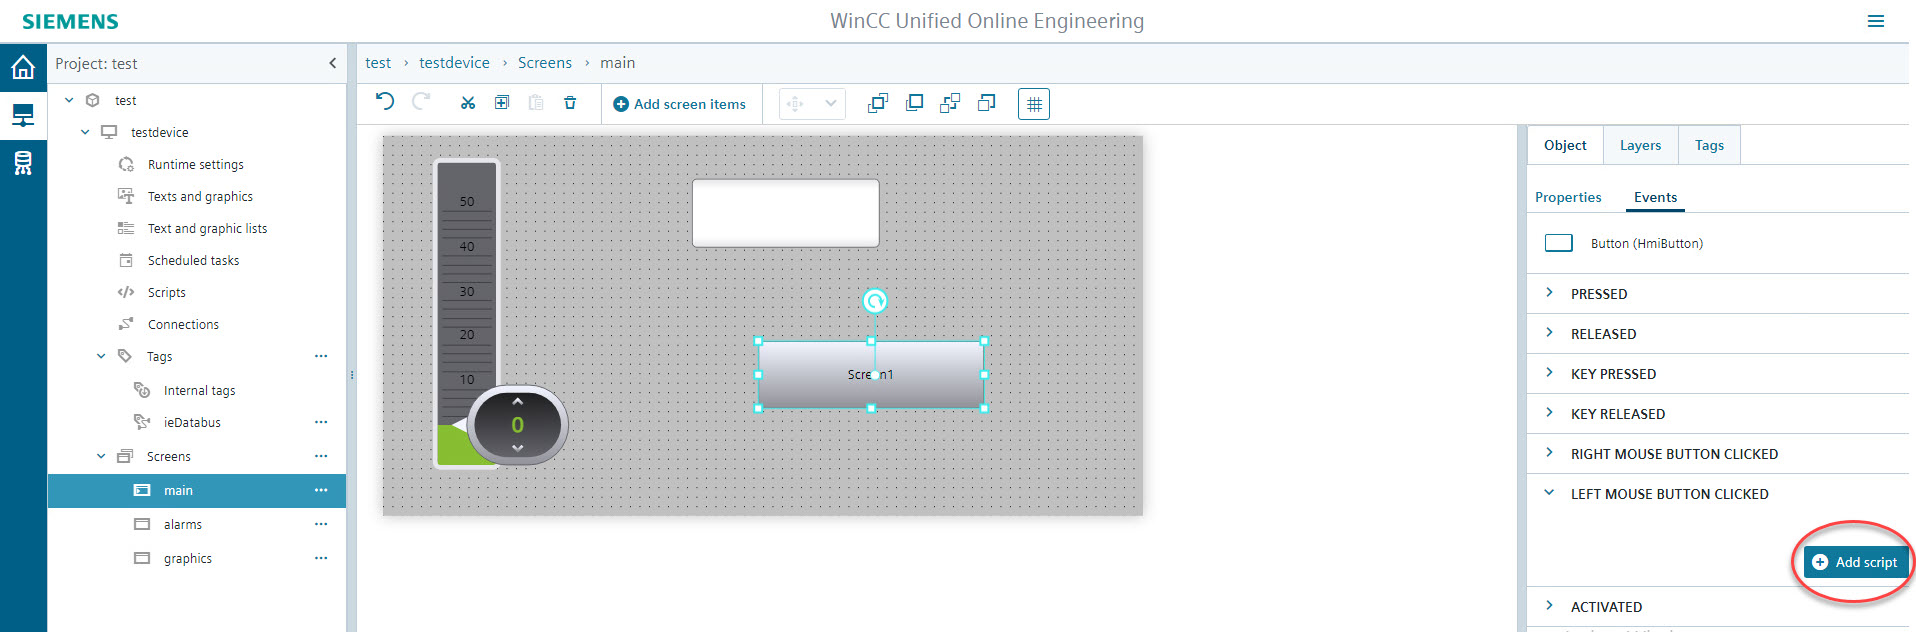 SIEMENS
WinCC Unified Online Engineering
Project: test
test › testdevice › Screens › main
Add screen items
test
testdevice
Runtime settings
Texts and graphics
Text and graphic lists
Scheduled tasks
Scripts
Connections
Tags
Internal tags
ieDatabus
Screens
main
alarms
graphics
50
40
30
20
10
0
Object Layers Tags
Properties Events
Button (HmiButton)
PRESSED
RELEASED
KEY PRESSED
KEY RELEASED
RIGHT MOUSE BUTTON CLICKED
LEFT MOUSE BUTTON CLICKED
Add script
ACTIVATED